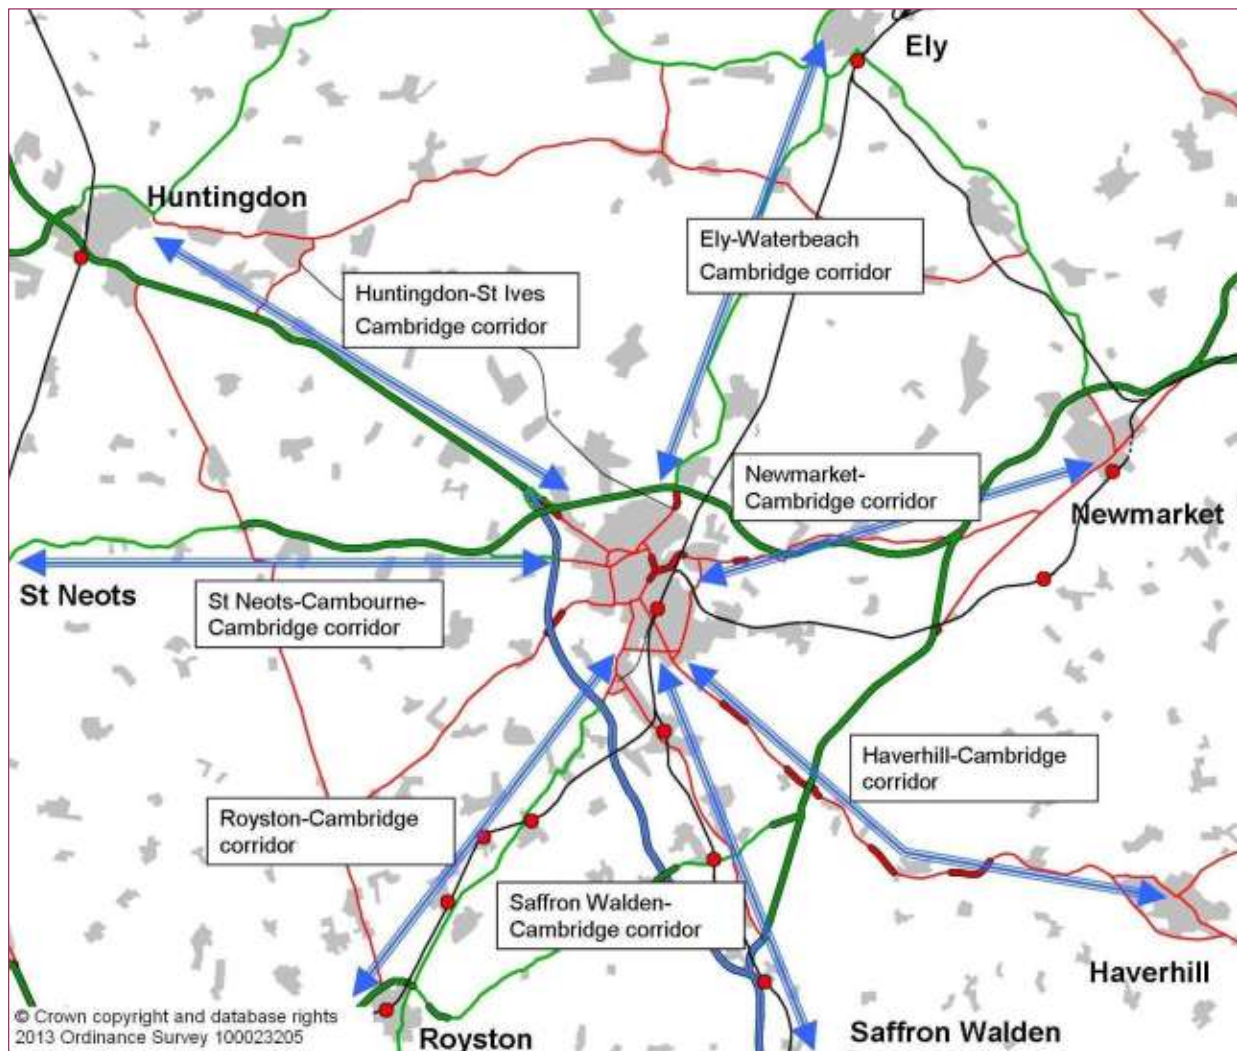 Ely
Huntingdon
Ely-Waterbeach
Cambridge corridor
Huntingdon-St Ives
Cambridge corridor
Newmarket-
Cambridge corridor
Newmarket
St Neots
St Neots-Cambourne-
Cambridge corridor
Haverhill-Cambridge
corridor
Royston-Cambridge
corridor
Saffron Walden-
Cambridge corridor
Haverhill
© Crown copyright and database rights
2013 Ordinance Survey 100023205
Royston
Saffron Walden